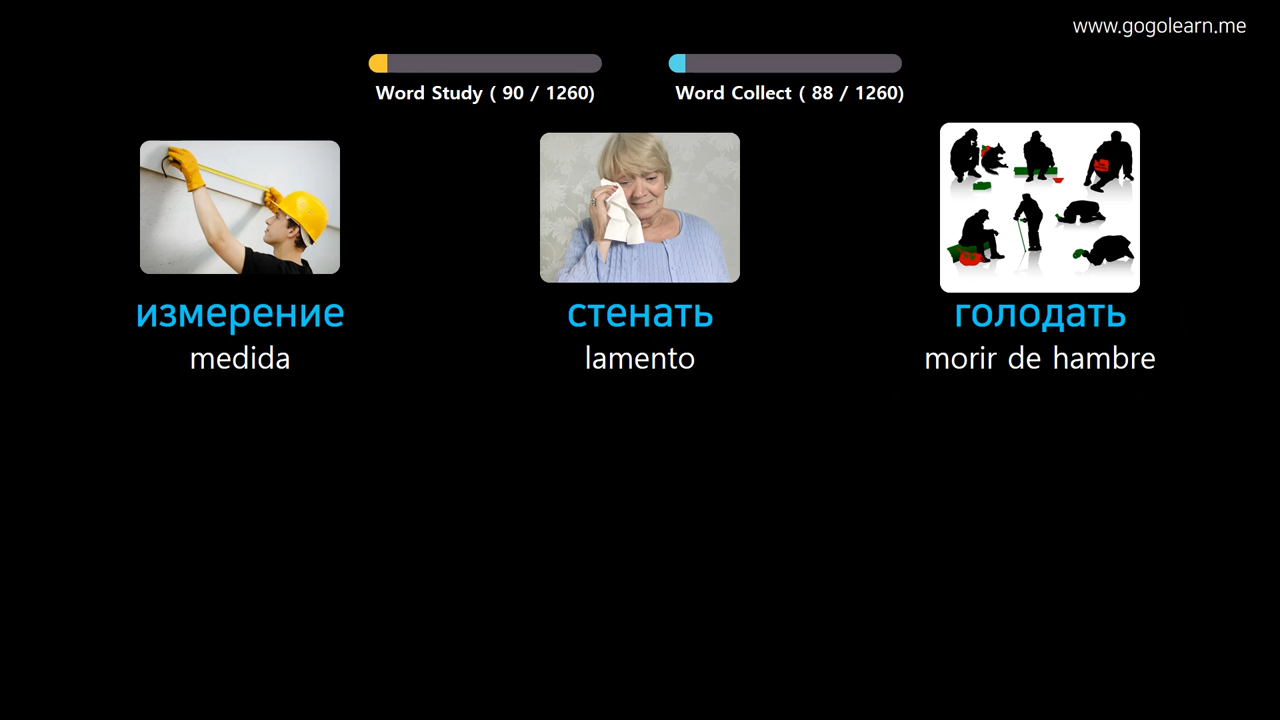 www.gogolearn.me
Word Study ( 90 / 1260)
Word Collect ( 88 / 1260)
измерение
medida
стенать
lamento
голодать
morir de hambre